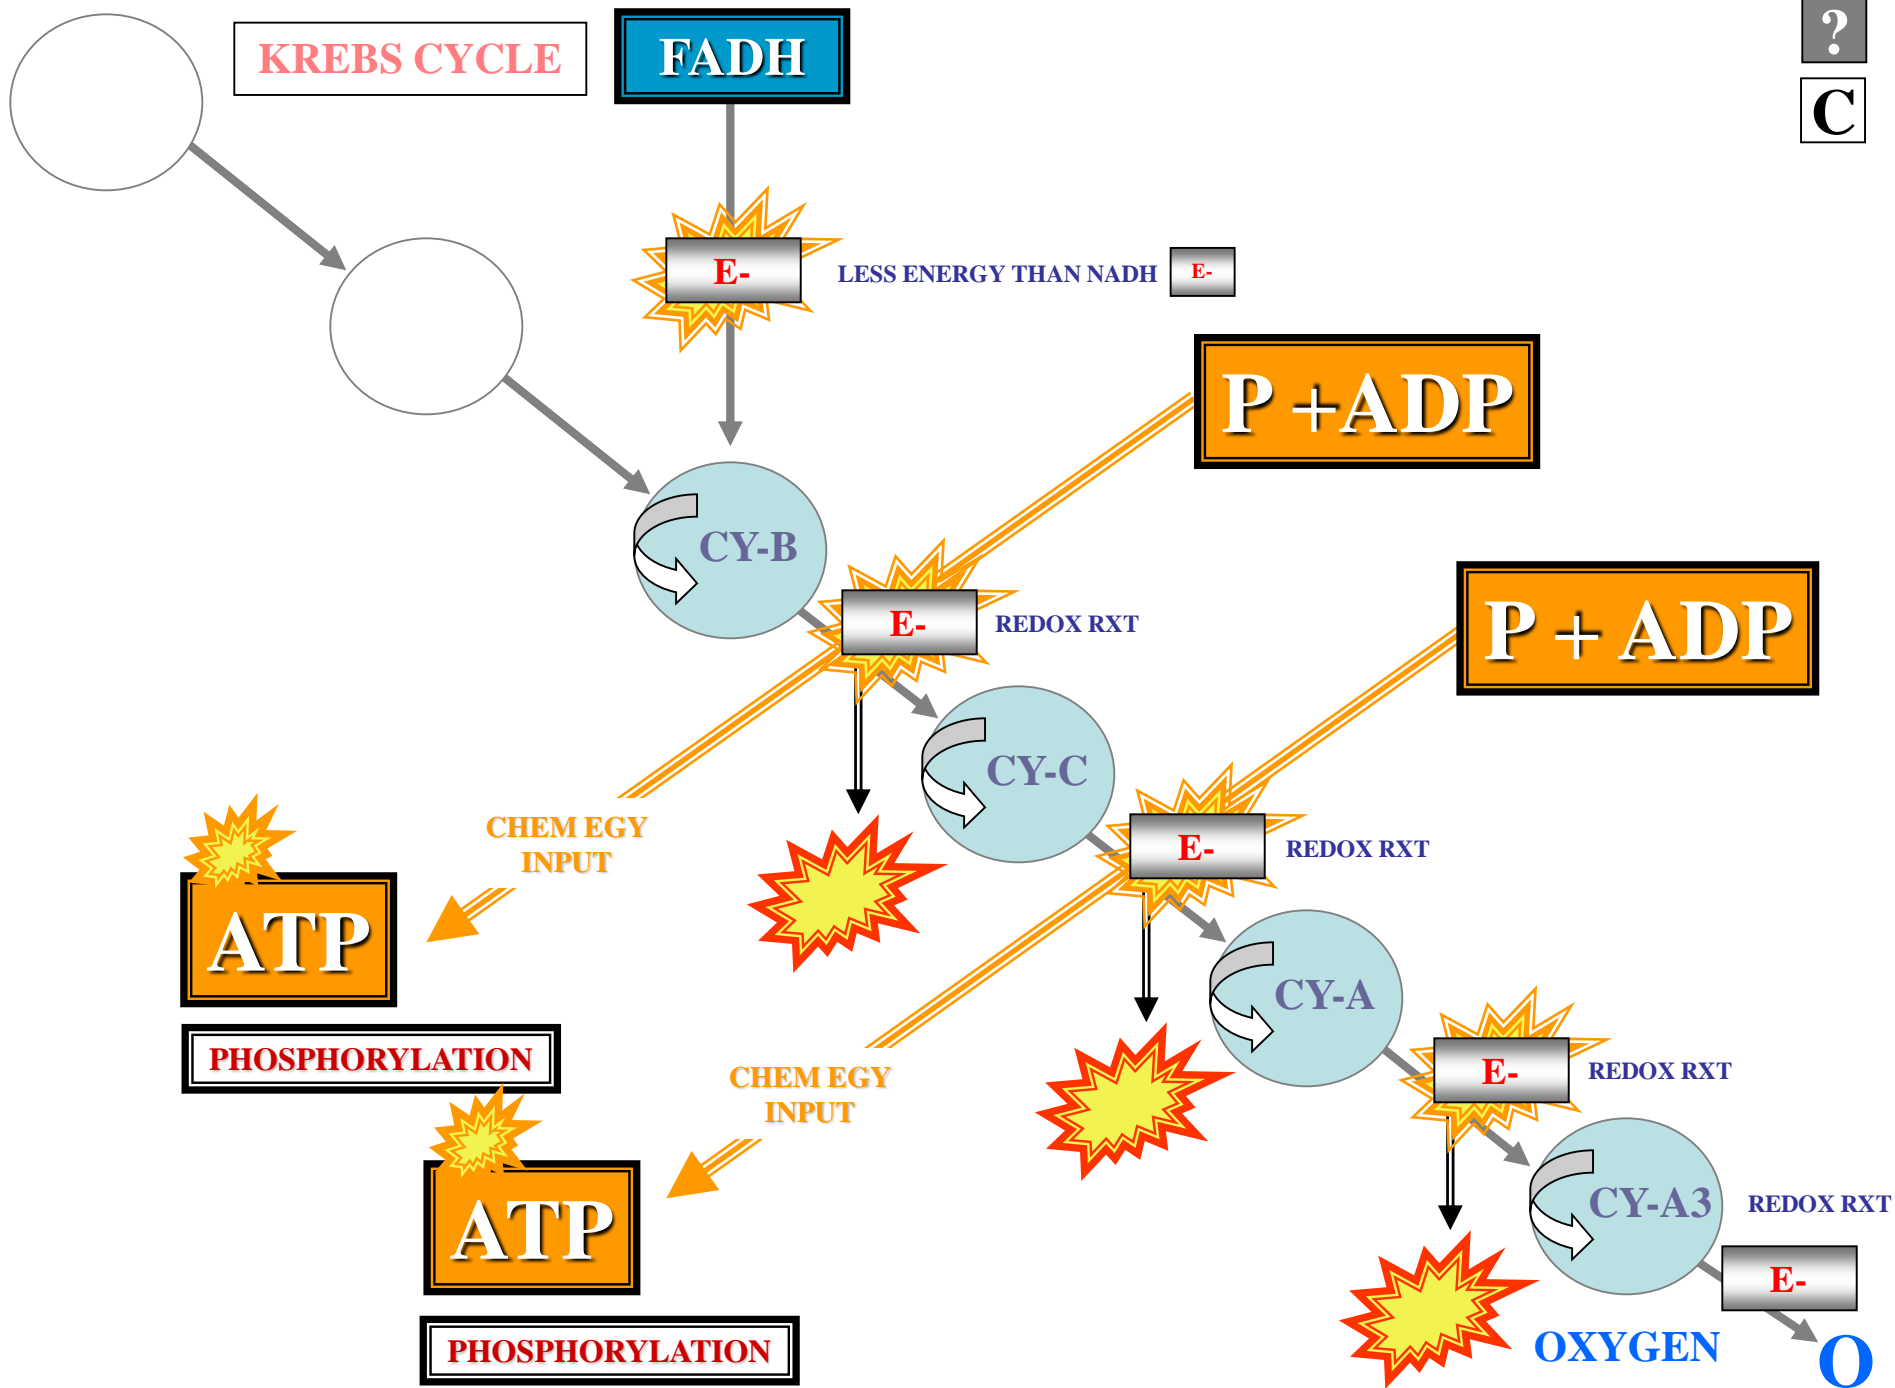 KREBS CYCLE
FADH
?
C
E-
LESS ENERGY THAN NADH
E-
P +ADP
CY-B
E-
REDOX RXT
P + ADP
CY-C
CHEM EGY
INPUT
E-
REDOX RXT
ATP
CY-A
PHOSPHORYLATION
CHEM EGY
INPUT
E-
REDOX RXT
ATP
CY-A3
REDOX RXT
E-
PHOSPHORYLATION
OXYGEN
O